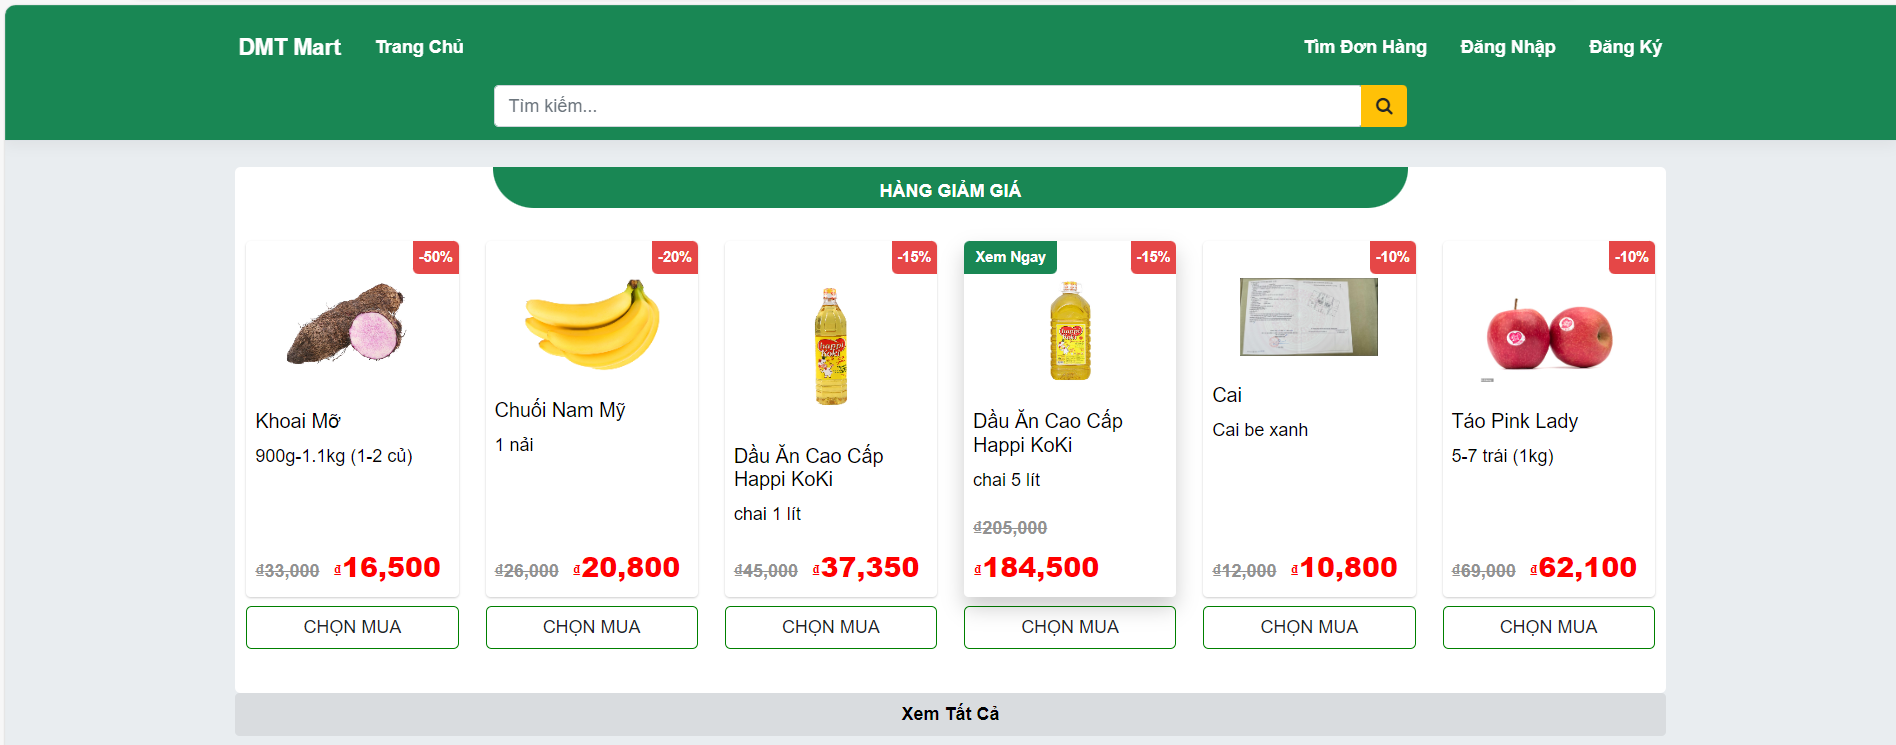 DMT Mart Trang Chủ Tìm Đơn Hàng Đăng Nhập Đăng Ký
Tìm kiếm...
HÀNG GIẢM GIÁ
-50%
Khoai Mỡ
900g-1.1kg (1-2 củ)
₫33,000 ₫16,500
CHỌN MUA
-20%
Chuối Nam Mỹ
1 nải
₫26,000 ₫20,800
CHỌN MUA
-15%
happi
Koki
Dầu Ăn Cao Cấp
Happi KoKi
chai 1 lít
₫45,000 ₫37,350
CHỌN MUA
Xem Ngay -15%
happi
Koki
Dầu Ăn Cao Cấp
Happi KoKi
chai 5 lít
₫205,000
₫184,500
CHỌN MUA
-10%
Cai
Cai be xanh
₫12,000 ₫10,800
CHỌN MUA
-10%
Táo Pink Lady
5-7 trái (1kg)
₫69,000 ₫62,100
CHỌN MUA
Xem Tất Cả